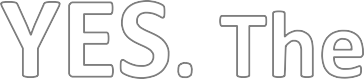 YES. The